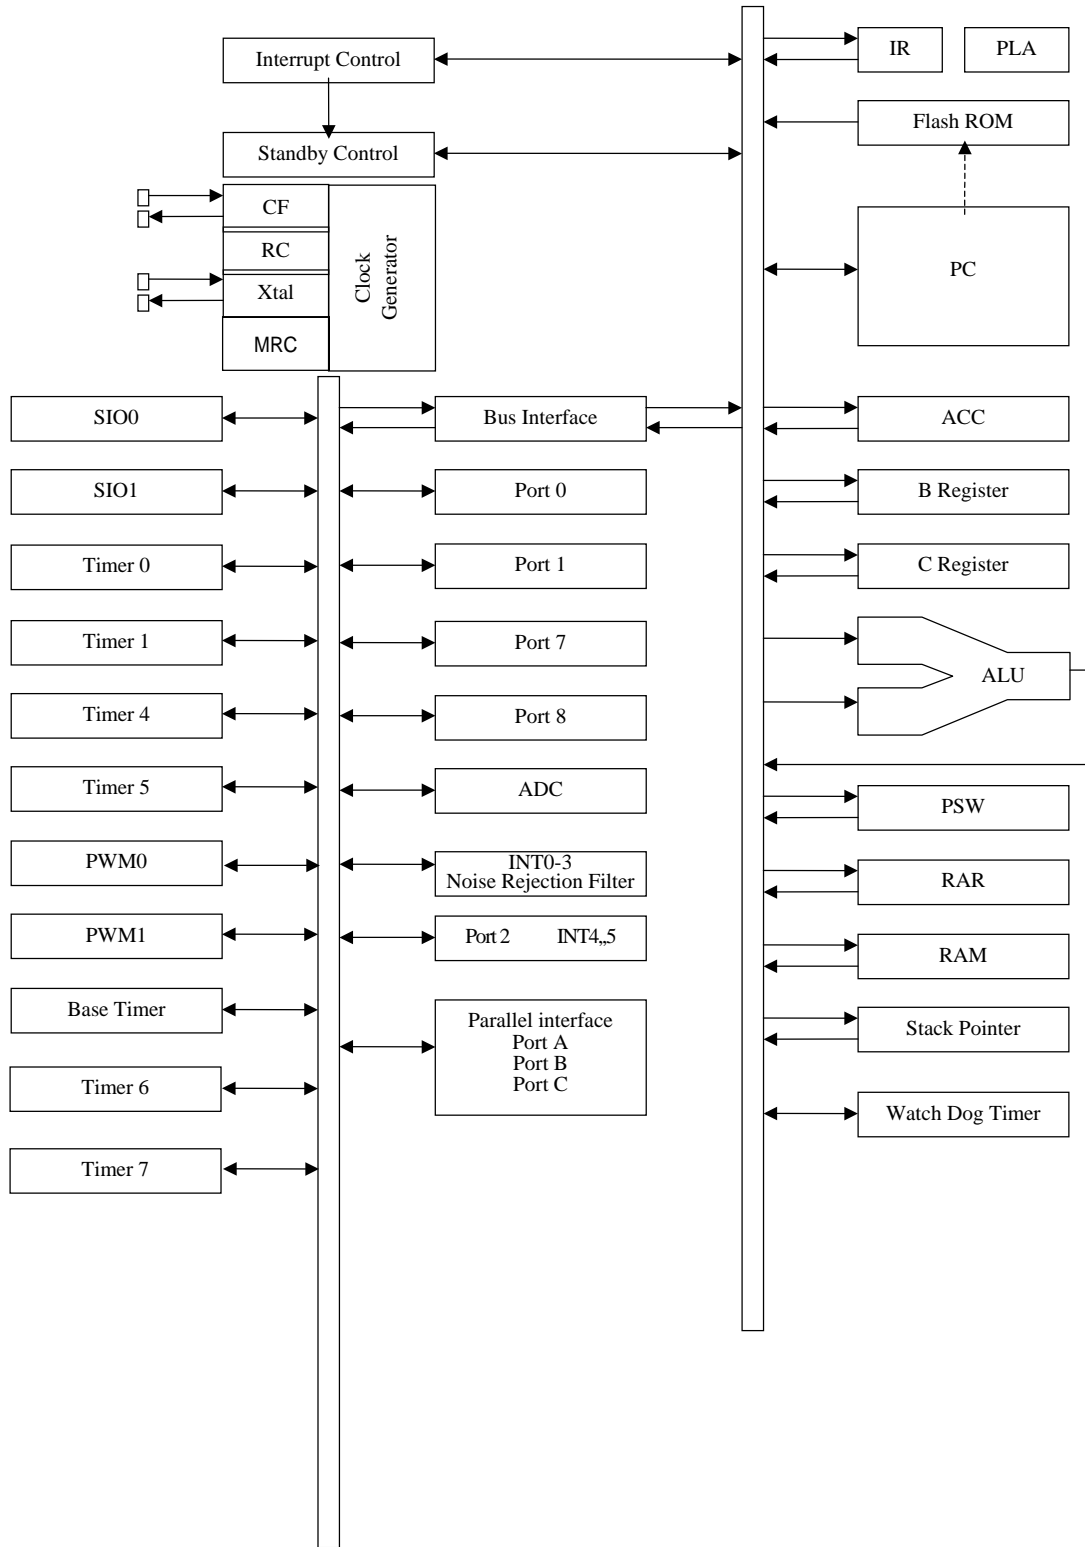 Interrupt Control
Standby Control
CF
RC
Xtal
MRC
Clock
Generator
IR
PLA
Flash ROM
PC
SIO0
SIO1
Timer 0
Timer 1
Timer 4
Timer 5
PWM0
PWM1
Base Timer
Timer 6
Timer 7
Bus Interface
Port 0
Port 1
Port 7
Port 8
ADC
INT0-3
Noise Rejection Filter
Port 2 INT4,,5
Parallel interface
Port A
Port B
Port C
ACC
B Register
C Register
ALU
PSW
RAR
RAM
Stack Pointer
Watch Dog Timer